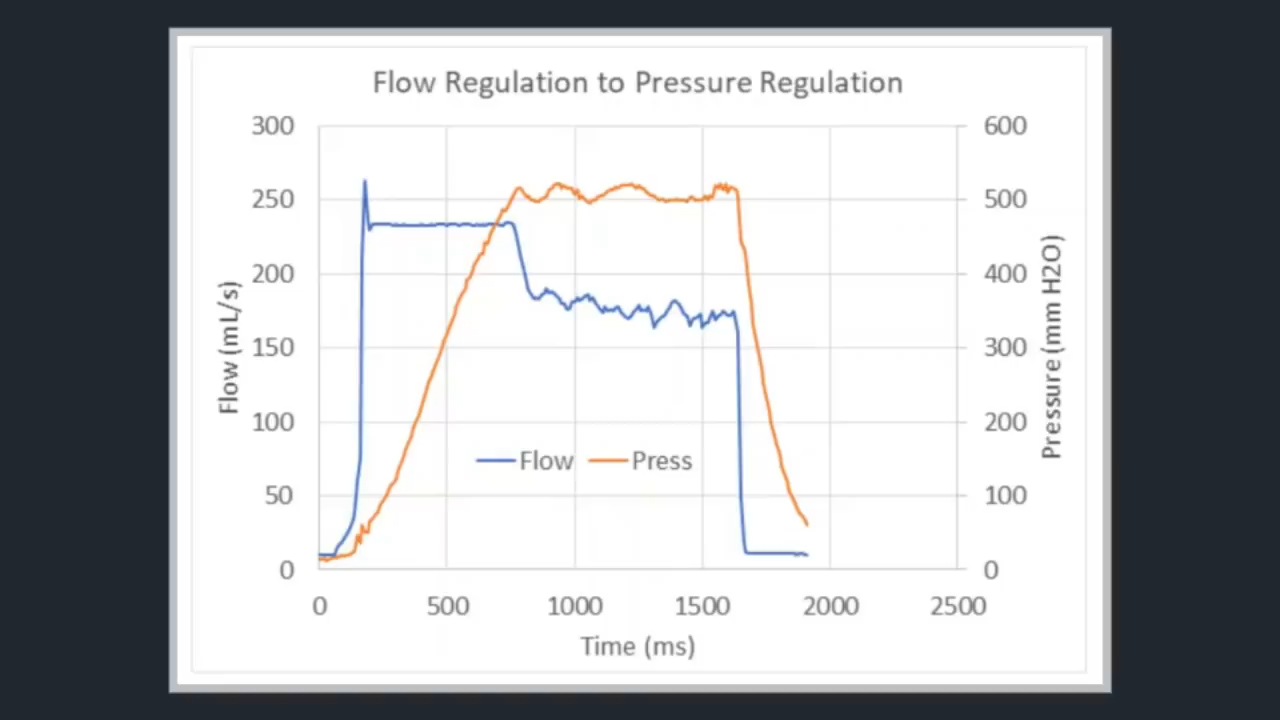 Flow Regulation to Pressure Regulation
300
250
200
150
100
50
0
Flow (mL/s)
600
500
400
300
200
100
0
Pressure (mm H2O)
Flow Press
0 500 1000 1500 2000 2500
Time (ms)